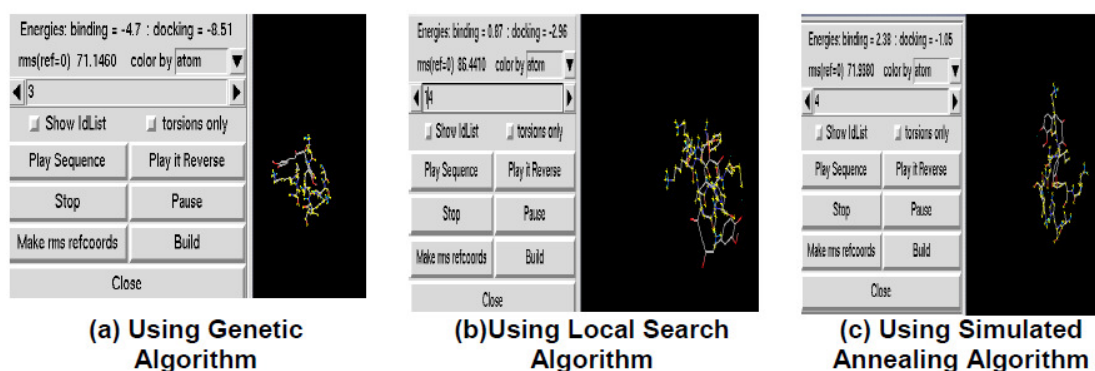 Energies: binding = -4.7 : docking = -8.51
rms(ref=0) 71.1460 color by atom
3
Show IdList torsions only
Play Sequence Play it Reverse
Stop Pause
Make rms refcoords Build
Close
(a) Using Genetic
Algorithm
Energies: binding = 0.87 : docking = -2.96
rms(ref=0) 86.4410 color by atom
14
Show IdList torsions only
Play Sequence Play it Reverse
Stop Pause
Make rms refcoords Build
Close
(b)Using Local Search
Algorithm
Energies: binding = 2.38 : docking = -1.05
rms(ref=0) 71.9380 color by atom
4
Show IdList torsions only
Play Sequence Play it Reverse
Stop Pause
Make rms refcoords Build
Close
(c) Using Simulated
Annealing Algorithm